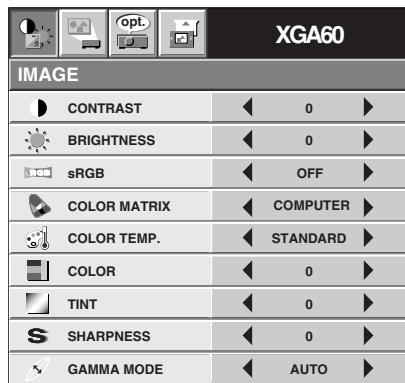 opt.
XGA60
IMAGE
CONTRAST 0
BRIGHTNESS 0
sRGB OFF
COLOR MATRIX COMPUTER
COLOR TEMP. STANDARD
COLOR 0
TINT 0
SHARPNESS 0
GAMMA MODE AUTO